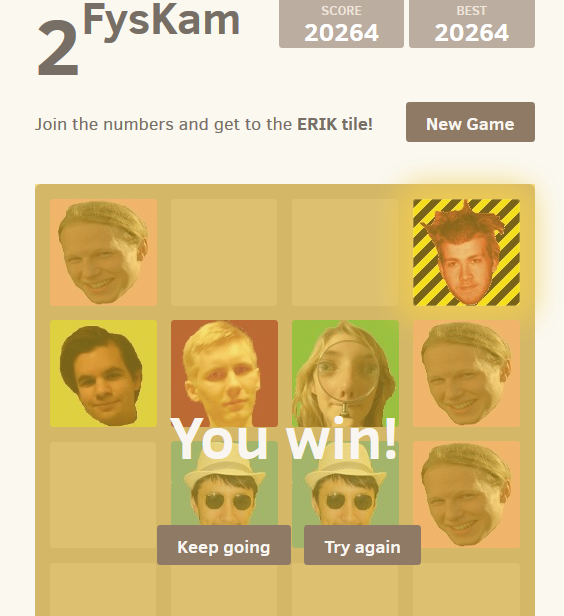 2FysKam
SCORE
20264
BEST
20264
Join the numbers and get to the ERIK tile!
New Game
You win!
Keep going
Try again